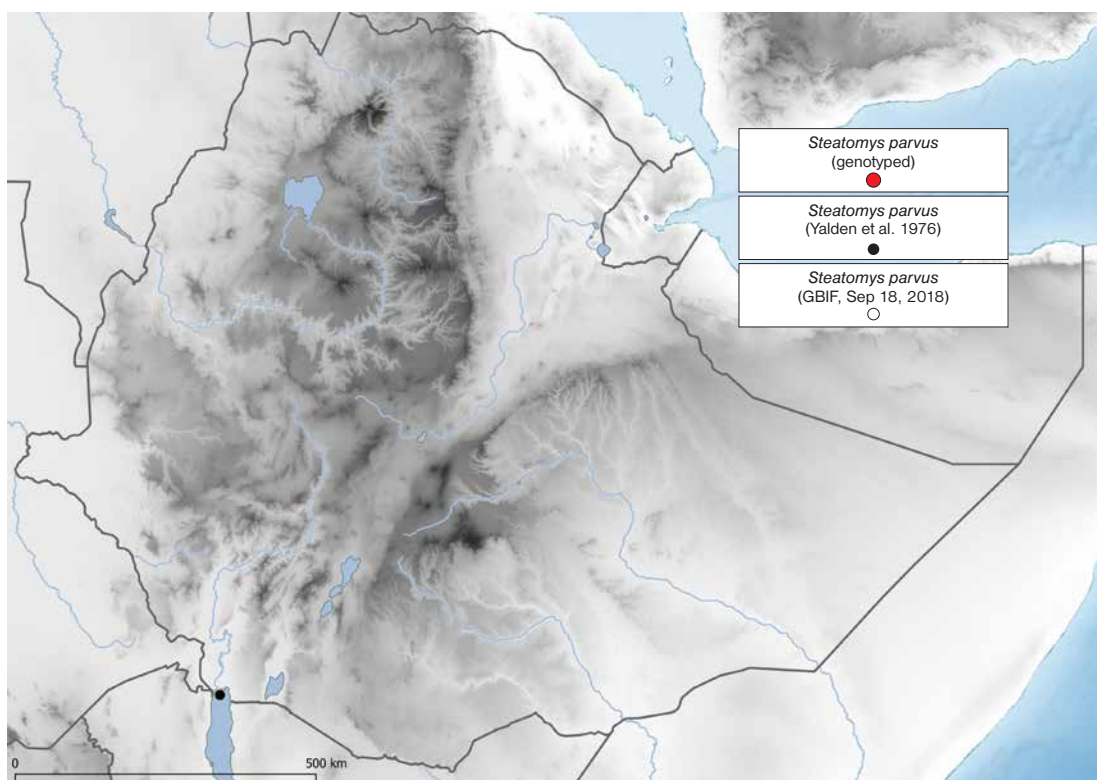 Steatomys parvus
(genotyped)
Steatomys parvus
(Yalden et al. 1976)
Steatomys parvus
(GBIF, Sep 18, 2018)
0 500 km